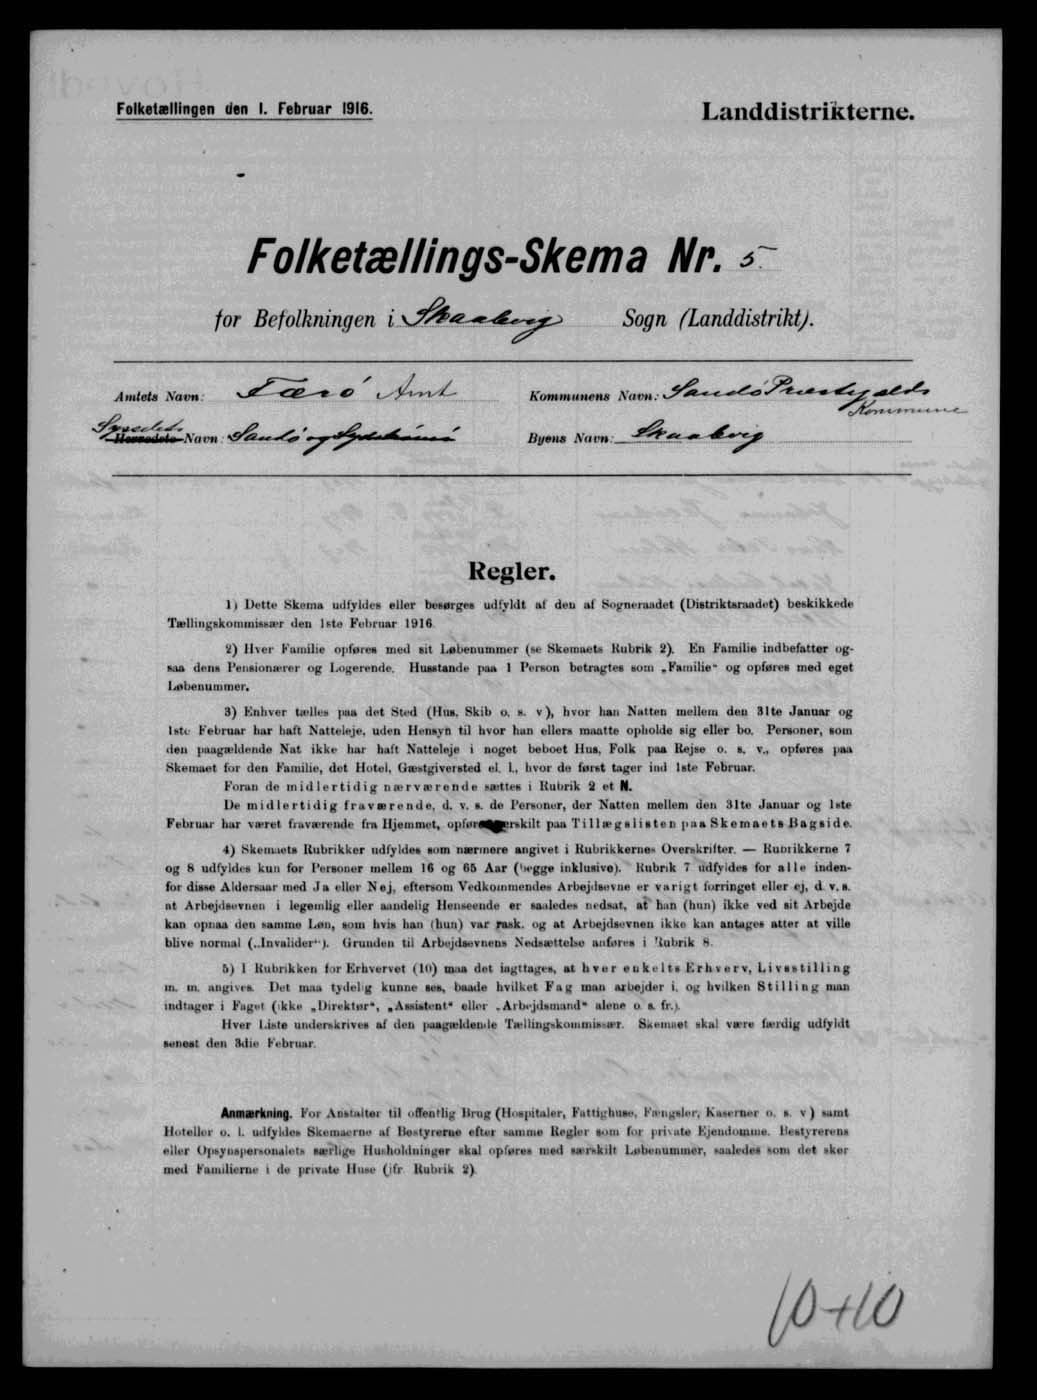 Folketællingen den 1. Februar 1916.
Landdistrikterne.
Folketællings-Skema Nr. 5.
for Befolkningen i Skaalevig Sogn (Landdistrikt).
Amtets Navn: Færö Amt
Kommunens Navn: Sandö Præstegjælds
Kommune
Sysselets
Herredets Navn: Sandö og
Byens Navn: Skaalevig
Regler.
1) Dette Skema udfyldes eller besørges udfyldt af den af Sogneraadet (Distriktsraadet) beskikkede
Tællingskommissær den 1ste Februar 1916.
2) Hver Familie opføres med sit Løbenummer (se Skemaets Rubrik 2). En Familie indbefatter og-
saa dens Pensionærer og Logerende. Husstande paa 1 Person betragtes som „Familie“ og opføres med eget
Løbenummer.
3) Enhver tælles paa det Sted (Hus, Skib o. s. v), hvor han Natten mellem den 31te Januar og
1ste Februar har haft Natteleje, uden Hensyn til hvor han ellers maatte opholde sig eller bo. Personer, som
den paagældende Nat ikke har haft Natteleje i noget beboet Hus, Folk paa Rejse o. s. v., opføres paa
Skemaet for den Familie, det Hotel, Gæstgiversted el. l., hvor de først tager ind 1ste Februar.
Foran de midlertidig nærværende sættes i Rubrik 2 et N.
De midlertidig fraværende, d. v. s. de Personer, der Natten mellem den 31te Januar og 1ste
Februar har været fraværende fra Hjemmet, opføres særskilt paa Tillægslisten paa Skemaets Bagside.
4) Skemaets Rubrikker udfyldes som nærmere angivet i Rubrikkernes Overskrifter. — Rubrikkerne 7
og 8 udfyldes kun for Personer mellem 16 og 65 Aar (begge inklusive). Rubrik 7 udfyldes for alle inden-
for disse Aldersaar med Ja eller Nej, eftersom Vedkommendes Arbejdsevne er varigt forringet eller ej, d. v. s.
at Arbejdsevnen i legemlig eller aandelig Henseende er saaledes nedsat, at han (hun) ikke ved sit Arbejde
kan opnaa den samme Løn, som hvis han (hun) var rask, og at Arbejdsevnen ikke kan antages atter at ville
blive normal („Invalider“). Grunden til Arbejdsevnens Nedsættelse anføres i Rubrik 8.
5) I Rubrikken for Erhvervet (10) maa det iagttages, at hver enkelts Erhverv, Livsstilling
m. m. angives. Det maa tydelig kunne ses, baade hvilket Fag man arbejder i, og hvilken Stilling man
indtager i Faget (ikke „Direktør“, „Assistent“ eller „Arbejdsmand“ alene o. s. fr.).
Hver Liste underskrives af den paagældende Tællingskommissær. Skemaet skal være færdig udfyldt
senest den 3die Februar.
Anmærkning. For Anstalter til offentlig Brug (Hospitaler, Fattighuse, Fængsler, Kaserner o. s. v) samt
Hoteller o. l. udfyldes Skemaerne af Bestyrerne efter samme Regler som for private Ejendomme. Bestyrerens
eller Opsynspersonalets særlige Husholdninger skal opføres med særskilt Løbenummer, saaledes som det sker
med Familierne i de private Huse (jfr. Rubrik 2).
10+10